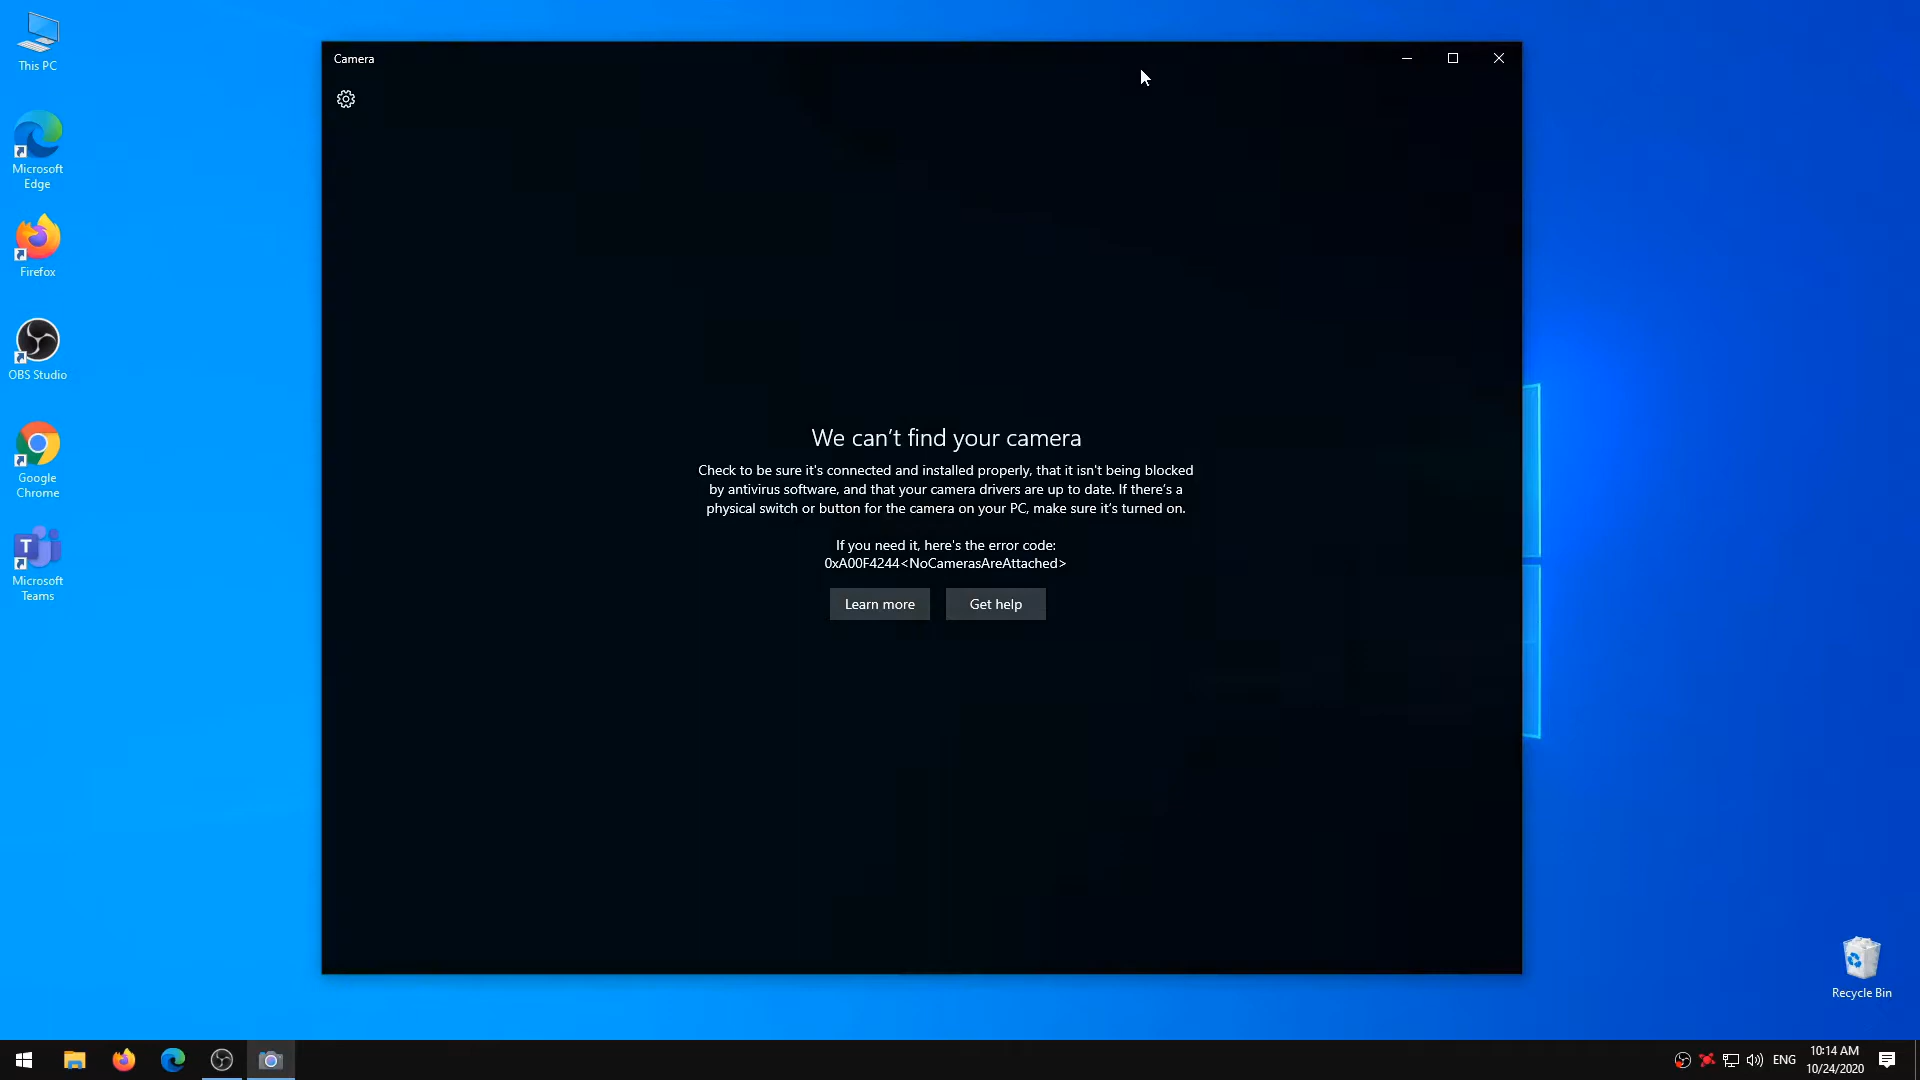 This PC
Microsoft
Edge
Firefox
OBS Studio
Google
Chrome
Microsoft
Teams
Camera
We can’t find your camera
Check to be sure it's connected and installed properly, that it isn't being blocked
by antivirus software, and that your camera drivers are up to date. If there’s a
physical switch or button for the camera on your PC, make sure it’s turned on.
If you need it, here's the error code:
0xA00F4244<NoCamerasAreAttached>
Learn more
Get help
Recycle Bin
ENG
10:14 AM
10/24/2020